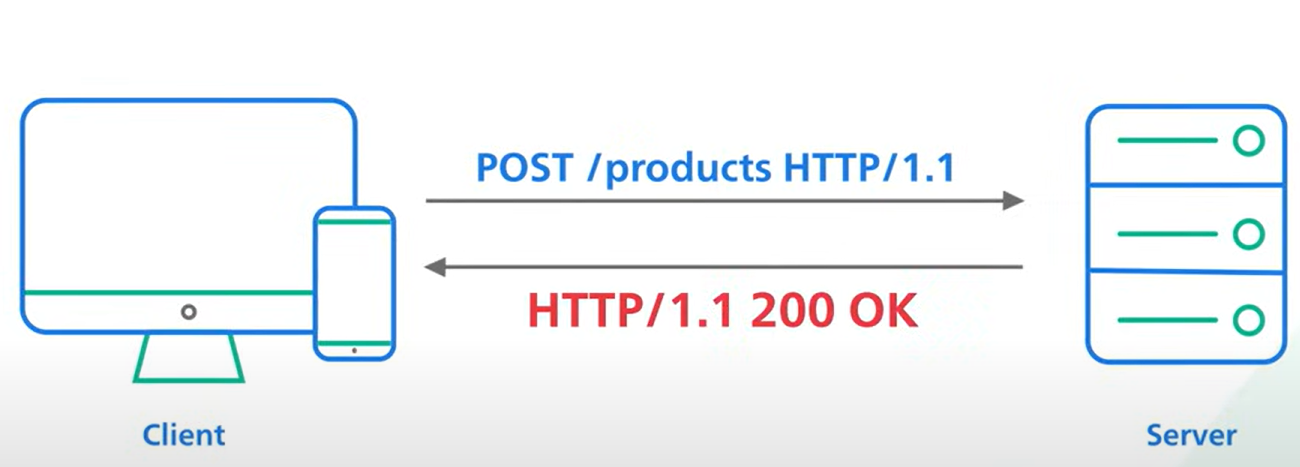 POST /products HTTP/1.1
HTTP/1.1 200 OK
Client
Server